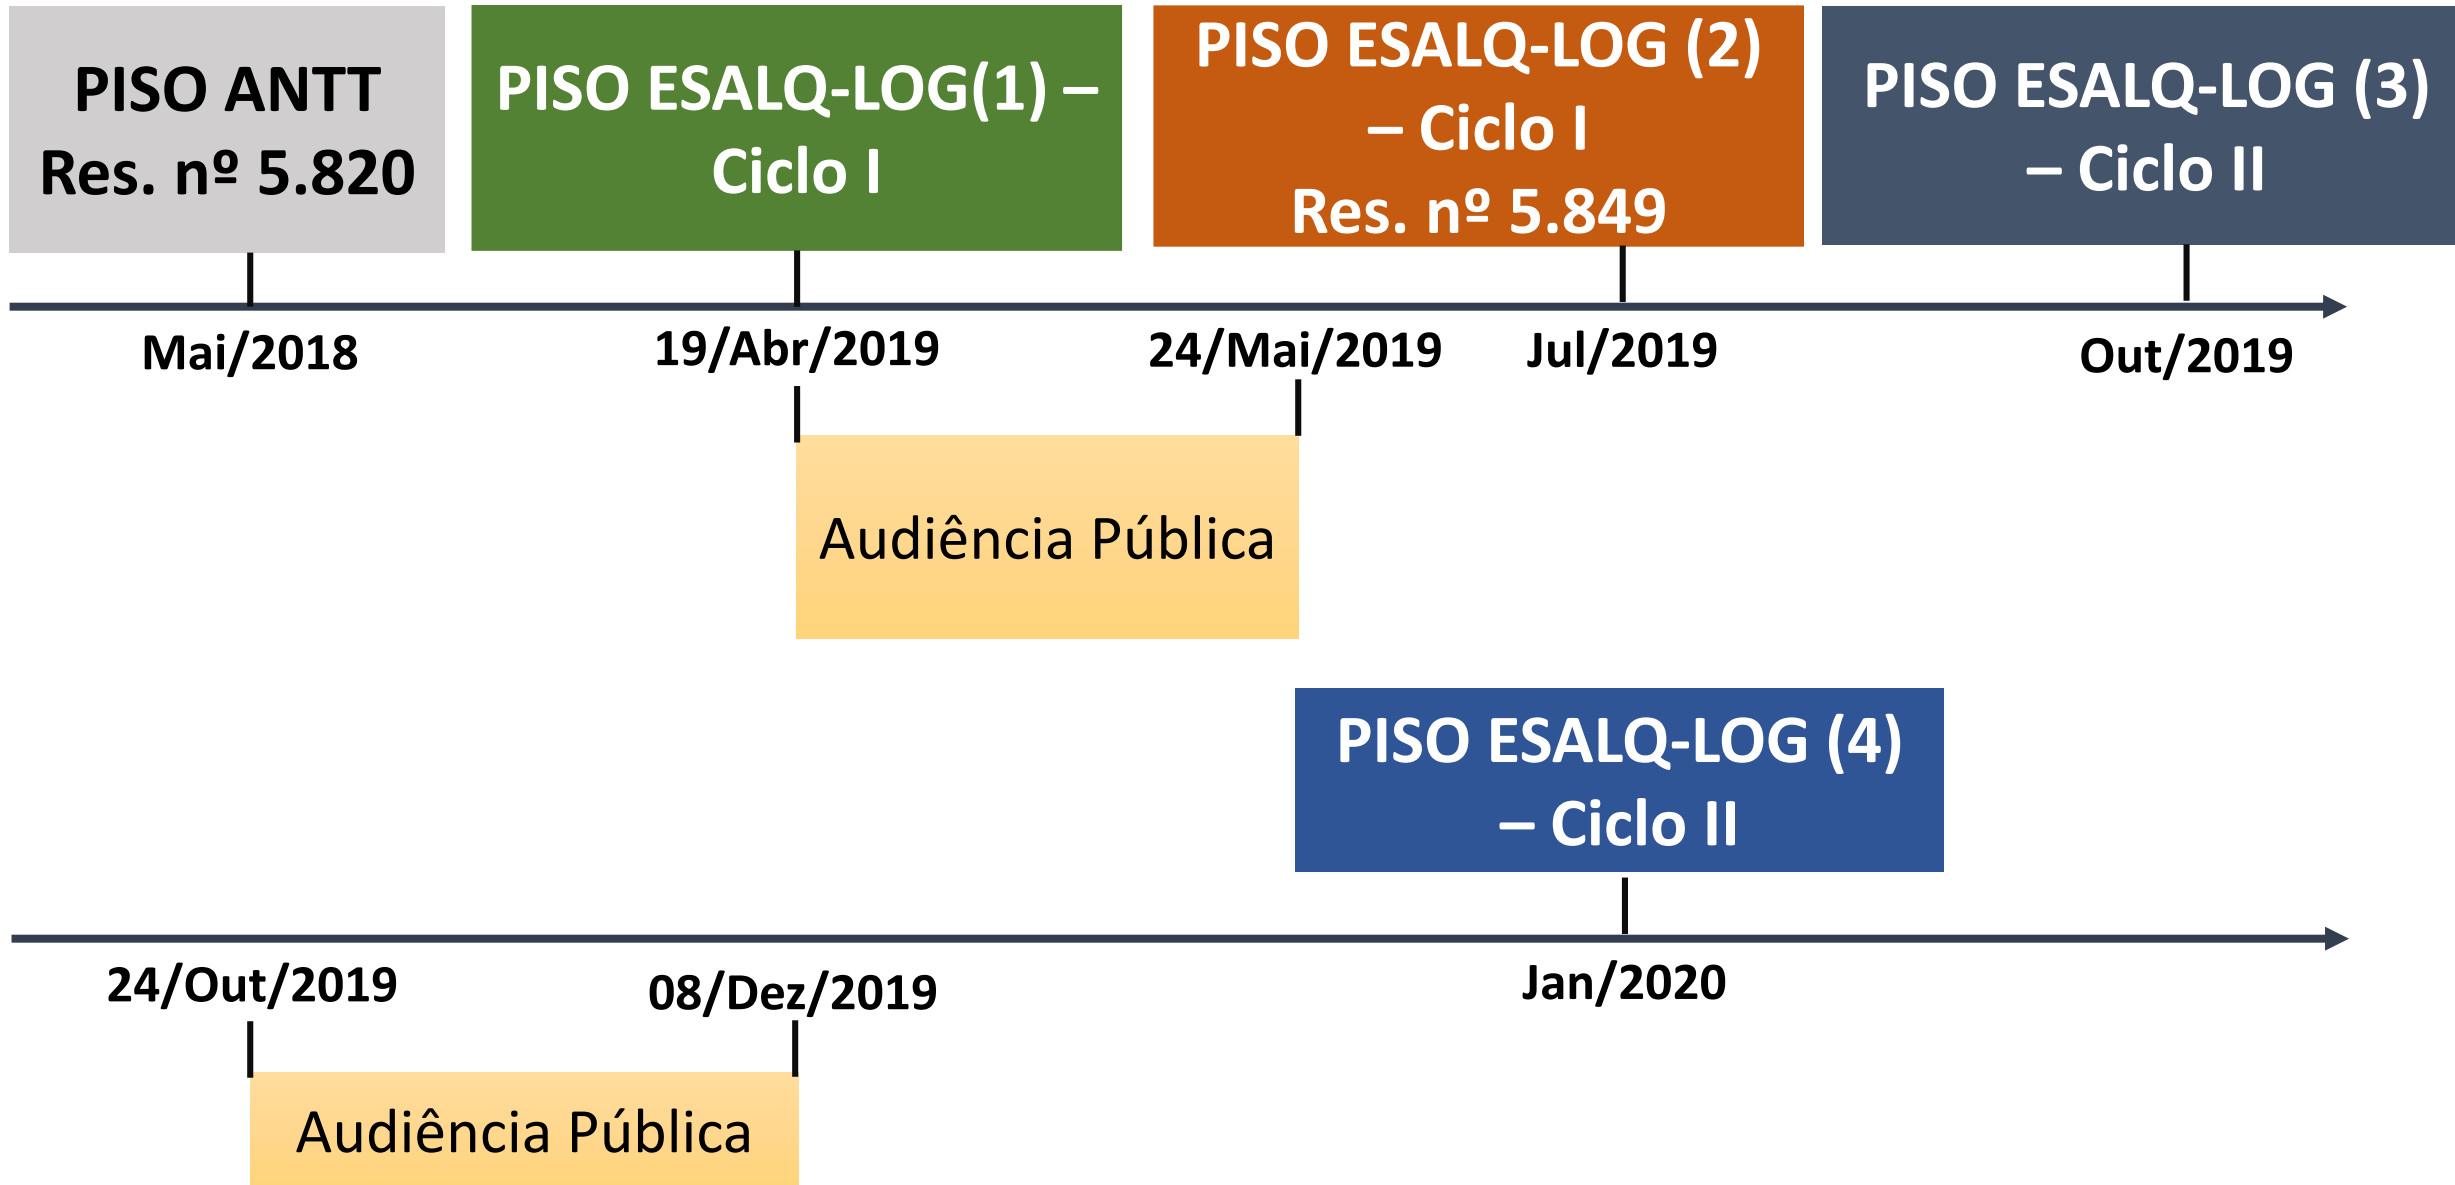 PISO ANTT
Res. nº 5.820
PISO ESALQ-LOG(1) –
Ciclo I
PISO ESALQ-LOG (2)
– Ciclo I
Res. nº 5.849
PISO ESALQ-LOG (3)
– Ciclo II
Mai/2018
19/Abr/2019
24/Mai/2019
Jul/2019
Out/2019
Audiência Pública
PISO ESALQ-LOG (4)
– Ciclo II
24/Out/2019
08/Dez/2019
Jan/2020
Audiência Pública